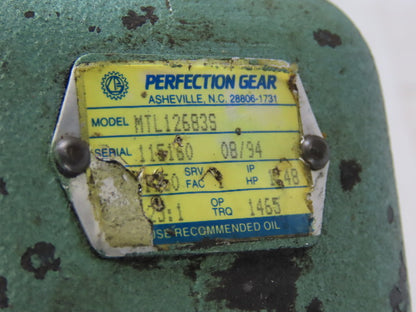 PERFECTION GEAR
ASHEVILLE, N.C. 28806-1731
MODEL MTL126B3S
SERIAL 115160 08/94
SRV FAC IP HP
OP TRQ 1465
USE RECOMMENDED OIL